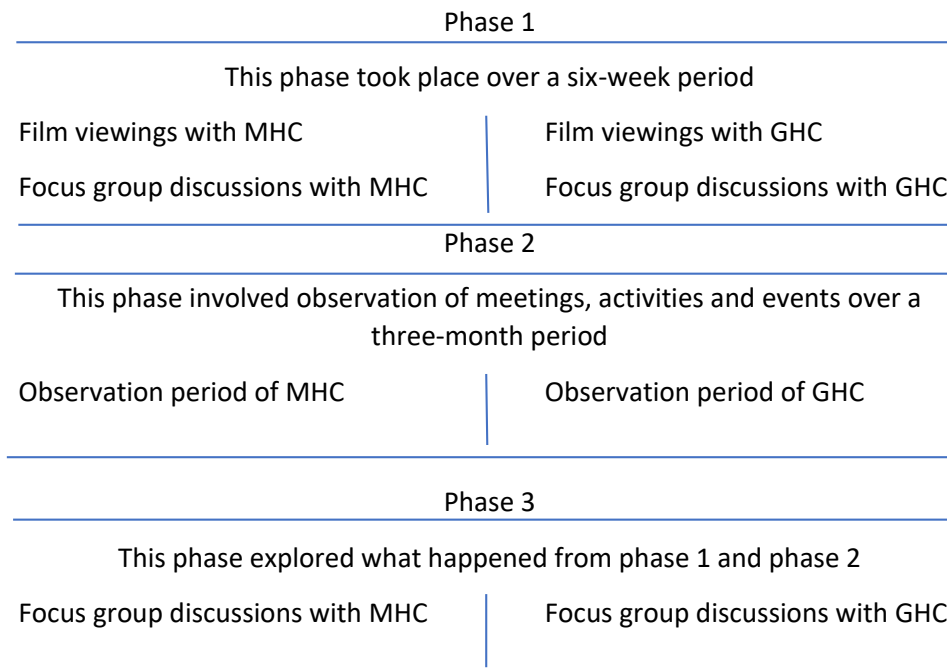 Phase 1
This phase took place over a six-week period
Film viewings with MHC
Focus group discussions with MHC
Film viewings with GHC
Focus group discussions with GHC
Phase 2
This phase involved observation of meetings, activities and events over a
three-month period
Observation period of MHC
Observation period of GHC
Phase 3
This phase explored what happened from phase 1 and phase 2
Focus group discussions with MHC
Focus group discussions with GHC